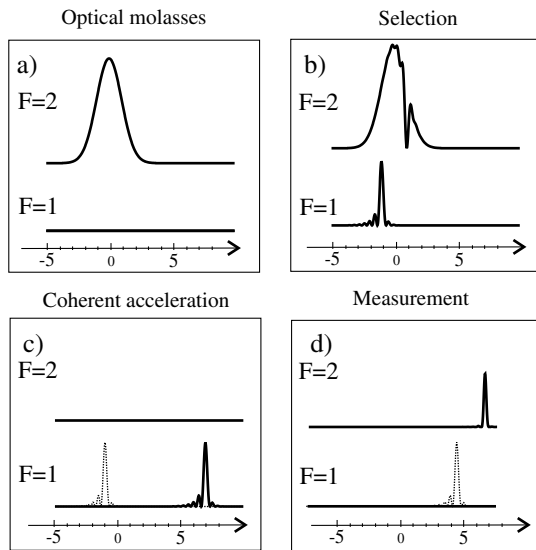 Optical molasses
Selection
a)
F=2
F=1
-5 0 5
b)
F=2
F=1
-5 0 5
Coherent acceleration
Measurement
c)
F=2
F=1
-5 0 5
d)
F=2
F=1
-5 0 5